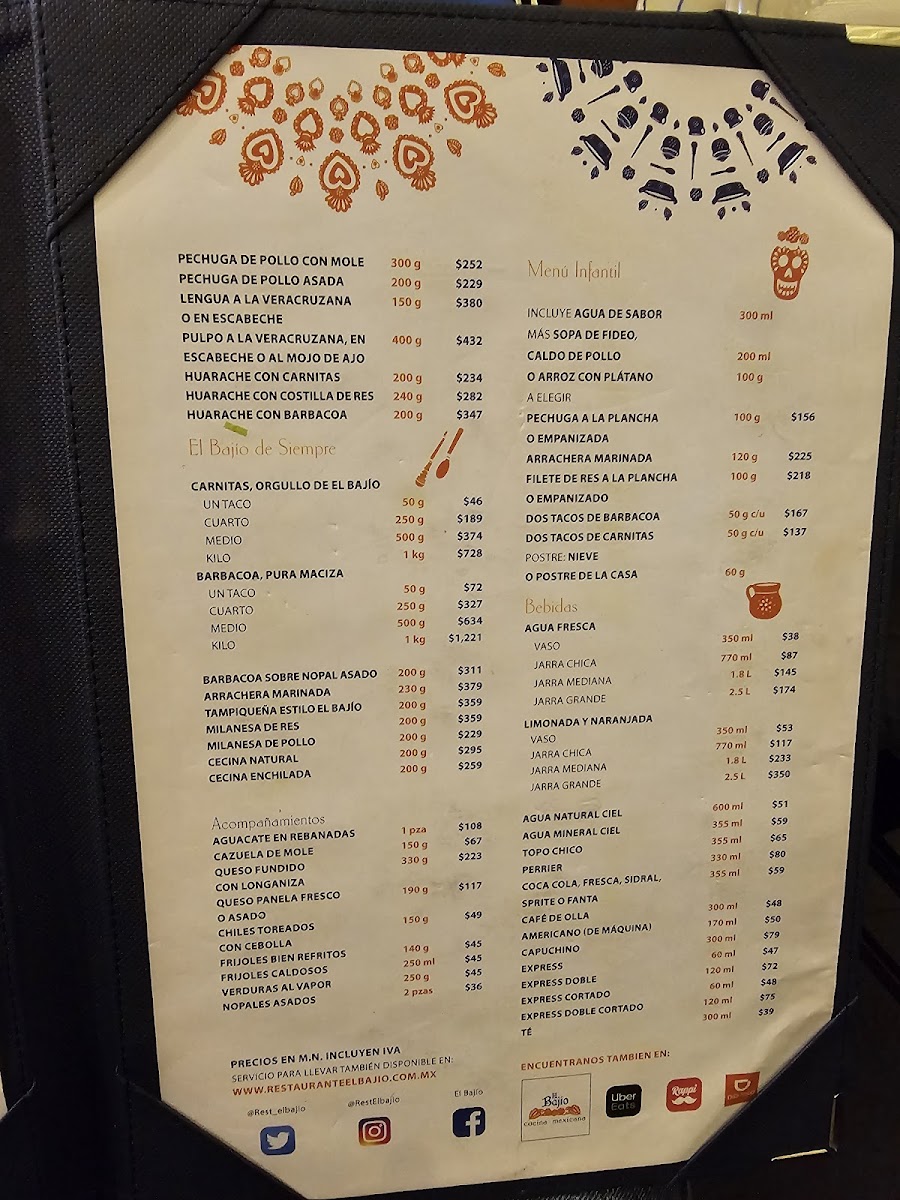 PECHUGA DE POLLO CON MOLE 300 g $252
PECHUGA DE POLLO ASADA 200 g $229
LENGUA A LA VERACRUZANA 150 g $380
O EN ESCABECHE
PULPO A LA VERACRUZANA, EN 400 g $432
ESCABECHE O AL MOJO DE AJO
HUARACHE CON CARNITAS 200 g $234
HUARACHE CON COSTILLA DE RES 240 g $282
HUARACHE CON BARBACOA 200 g $347
El Bajío de Siempre
CARNITAS, ORGULLO DE EL BAJÍO
UN TACO 50 g $46
CUARTO 250 g $189
MEDIO 500 g $374
KILO 1 kg $728
BARBACOA, PURA MACIZA
UN TACO 50 g $72
CUARTO 250 g $327
MEDIO 500 g $634
KILO 1 kg $1,221
BARBACOA SOBRE NOPAL ASADO 200 g $311
ARRACHERA MARINADA 230 g $379
TAMPIQUEÑA ESTILO EL BAJÍO 200 g $359
MILANESA DE RES 200 g $359
MILANESA DE POLLO 200 g $229
CECINA NATURAL 200 g $295
CECINA ENCHILADA 200 g $259
Acompañamientos
AGUACATE EN REBANADAS 1 pza $108
CAZUELA DE MOLE 150 g $67
QUESO FUNDIDO 330 g $223
CON LONGANIZA
QUESO PANELA FRESCO 190 g $117
O ASADO
CHILES TOREADOS 150 g $49
CON CEBOLLA
FRIJOLES BIEN REFRITOS 140 g $45
FRIJOLES CALDOSOS 250 ml $45
VERDURAS AL VAPOR 250 g $45
NOPALES ASADOS 2 pzas $36
PRECIOS EN M.N. INCLUYEN IVA
SERVICIO PARA LLEVAR TAMBIÉN DISPONIBLE EN:
WWW.RESTAURANTEELBAJIO.COM.MX
@Rest_elbajio
@RestElbajio
El Bajío
Menú Infantil
INCLUYE AGUA DE SABOR 300 ml
MÁS SOPA DE FIDEO,
CALDO DE POLLO 200 ml
O ARROZ CON PLÁTANO 100 g
A ELEGIR
PECHUGA A LA PLANCHA 100 g $156
O EMPANIZADA
ARRACHERA MARINADA 120 g $225
FILETE DE RES A LA PLANCHA 100 g $218
O EMPANIZADO
DOS TACOS DE BARBACOA 50 g c/u $167
DOS TACOS DE CARNITAS 50 g c/u $137
POSTRE: NIEVE
O POSTRE DE LA CASA 60 g
Bebidas
AGUA FRESCA
VASO 350 ml $38
JARRA CHICA 770 ml $87
JARRA MEDIANA 1.8 L $145
JARRA GRANDE 2.5 L $174
LIMONADA Y NARANJADA
VASO 350 ml $53
JARRA CHICA 770 ml $117
JARRA MEDIANA 1.8 L $233
JARRA GRANDE 2.5 L $350
AGUA NATURAL CIEL 600 ml $51
AGUA MINERAL CIEL 355 ml $59
TOPO CHICO 355 ml $65
PERRIER 330 ml $80
COCA COLA, FRESCA, SIDRAL, 355 ml $59
SPRITE O FANTA
CAFÉ DE OLLA 300 ml $48
AMERICANO (DE MÁQUINA) 170 ml $50
CAPUCHINO 300 ml $79
EXPRESS 60 ml $47
EXPRESS DOBLE 120 ml $72
EXPRESS CORTADO 60 ml $48
EXPRESS DOBLE CORTADO 120 ml $75
TÉ 300 ml $39
ENCUENTRANOS TAMBIEN EN:
El Bajío
cocina mexicana
Uber Eats
Rappi